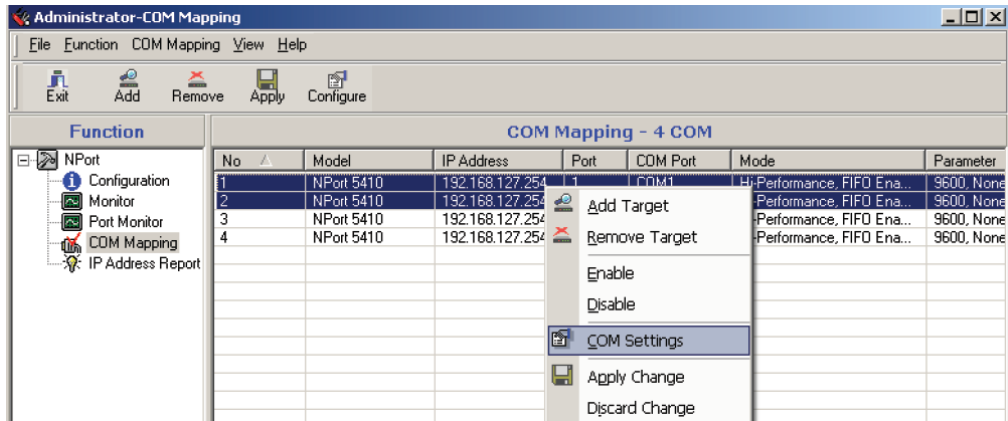 Administrator-COM Mapping
File Function COM Mapping View Help
Exit Add Remove Apply Configure
Function
COM Mapping - 4 COM
NPort
Configuration
Monitor
Port Monitor
COM Mapping
IP Address Report
No Model IP Address Port COM Port Mode Parameter
1 NPort 5410 192.168.127.254 1 COM1 Hi-Performance, FIFO Ena... 9600, None
2 NPort 5410 192.168.127.254 -Performance, FIFO Ena... 9600, None
3 NPort 5410 192.168.127.254 -Performance, FIFO Ena... 9600, None
4 NPort 5410 192.168.127.254 -Performance, FIFO Ena... 9600, None
Add Target
Remove Target
Enable
Disable
COM Settings
Apply Change
Discard Change